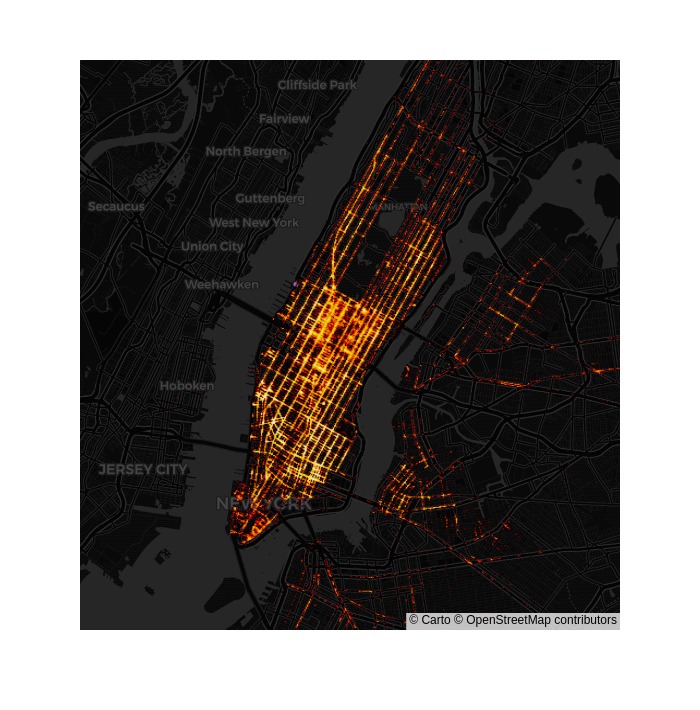 Cliffside Park
Fairview
North Bergen
Guttenberg
Secaucus
MANHATTAN
West New York
Union City
Weehawken
Hoboken
JERSEY CITY
NEW YORK
© Carto © OpenStreetMap contributors